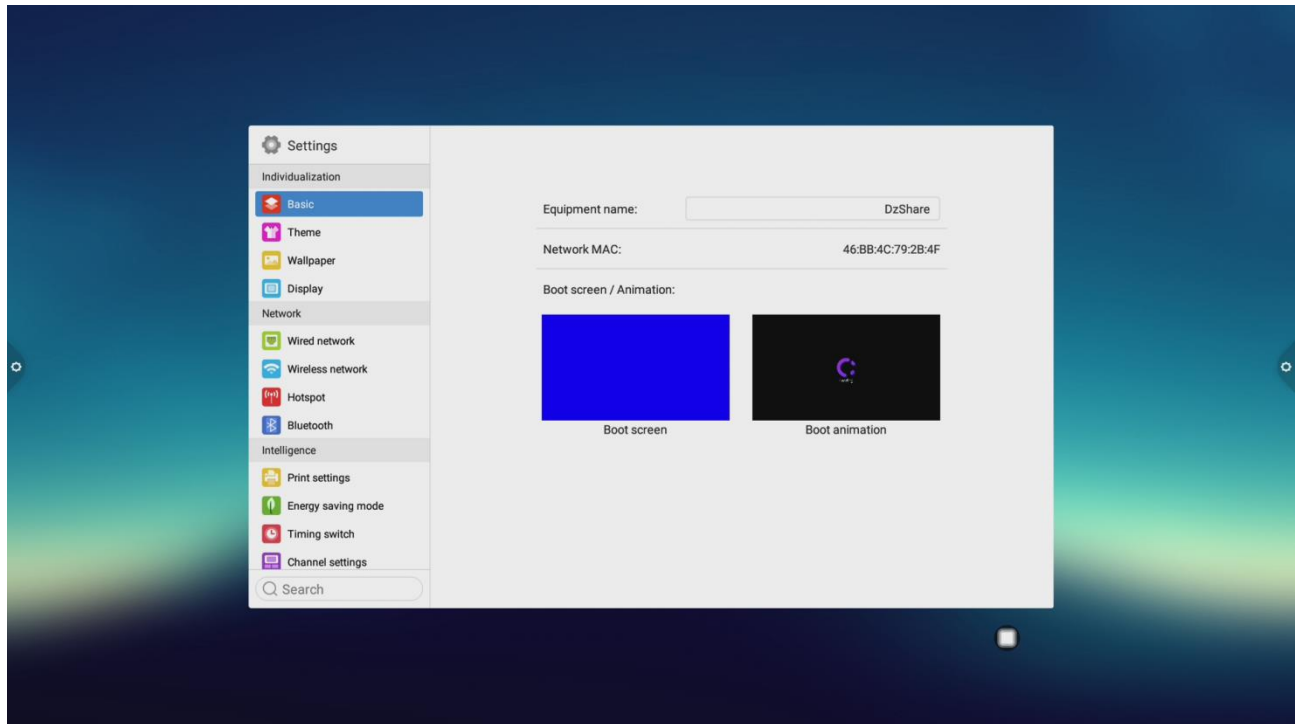 Settings
Individualization
Basic
Theme
Wallpaper
Display
Network
Wired network
Wireless network
Hotspot
Bluetooth
Intelligence
Print settings
Energy saving mode
Timing switch
Channel settings
Search
Equipment name: DzShare
Network MAC: 46:BB:4C:79:2B:4F
Boot screen / Animation:
Boot screen
Boot animation